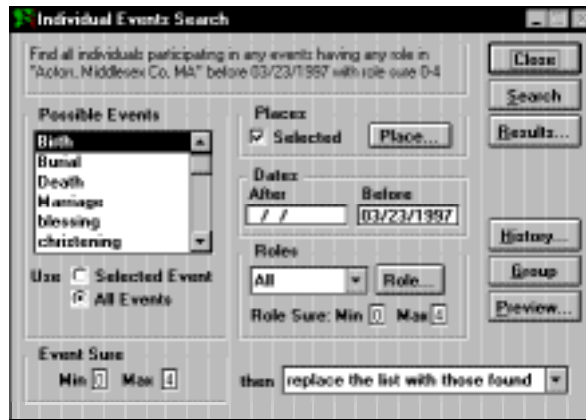 Individual Events Search
Find all individuals participating in any events having any role in
"Acton, Middlesex Co, MA" before 03/23/1997 with role sure 0-4
Close
Search
Results...
Possible Events
Birth
Burial
Death
Marriage
blessing
christening
Use Selected Event
All Events
Places
Selected Place...
Dates
After Before
/ / 03/23/1997
Roles
All Role...
Role Sure: Min 0 Max 4
History...
Group
Preview...
Event Sure
Min 0 Max 4
then replace the list with those found